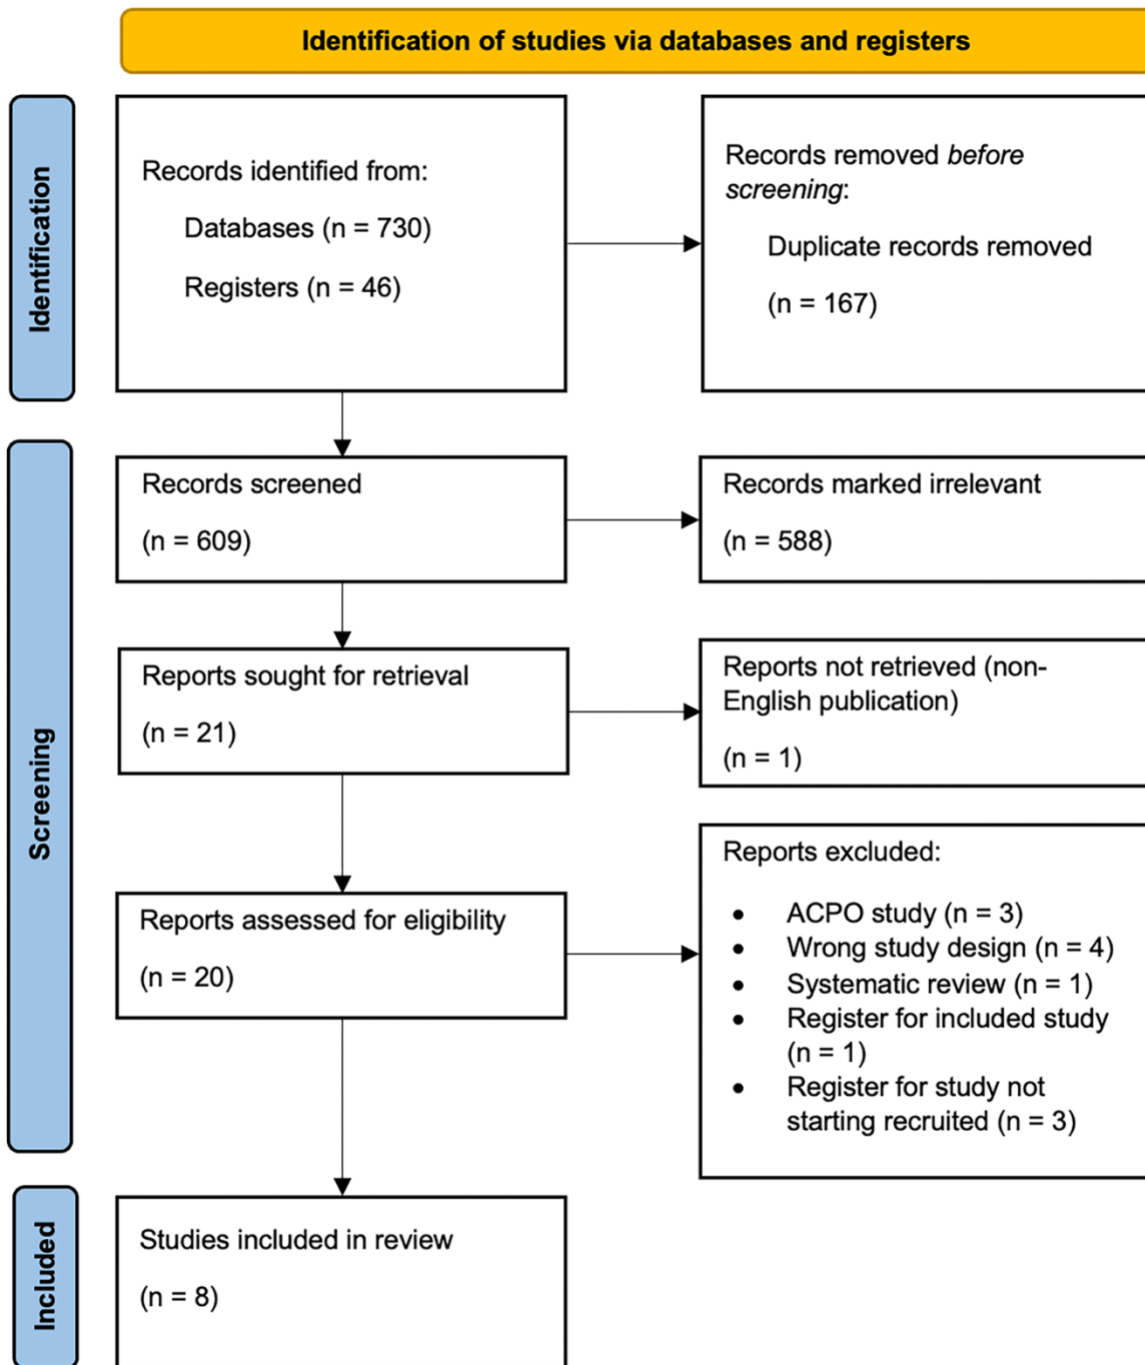 Identification of studies via databases and registers
Identification
Records identified from:
Databases (n = 730)
Registers (n = 46)
Records removed before
screening:
Duplicate records removed
(n = 167)
Screening
Records screened
(n = 609)
Records marked irrelevant
(n = 588)
Reports sought for retrieval
(n = 21)
Reports not retrieved (non-
English publication)
(n = 1)
Reports assessed for eligibility
(n = 20)
Reports excluded:
• ACPO study (n = 3)
• Wrong study design (n = 4)
• Systematic review (n = 1)
• Register for included study
(n = 1)
• Register for study not
starting recruited (n = 3)
Included
Studies included in review
(n = 8)